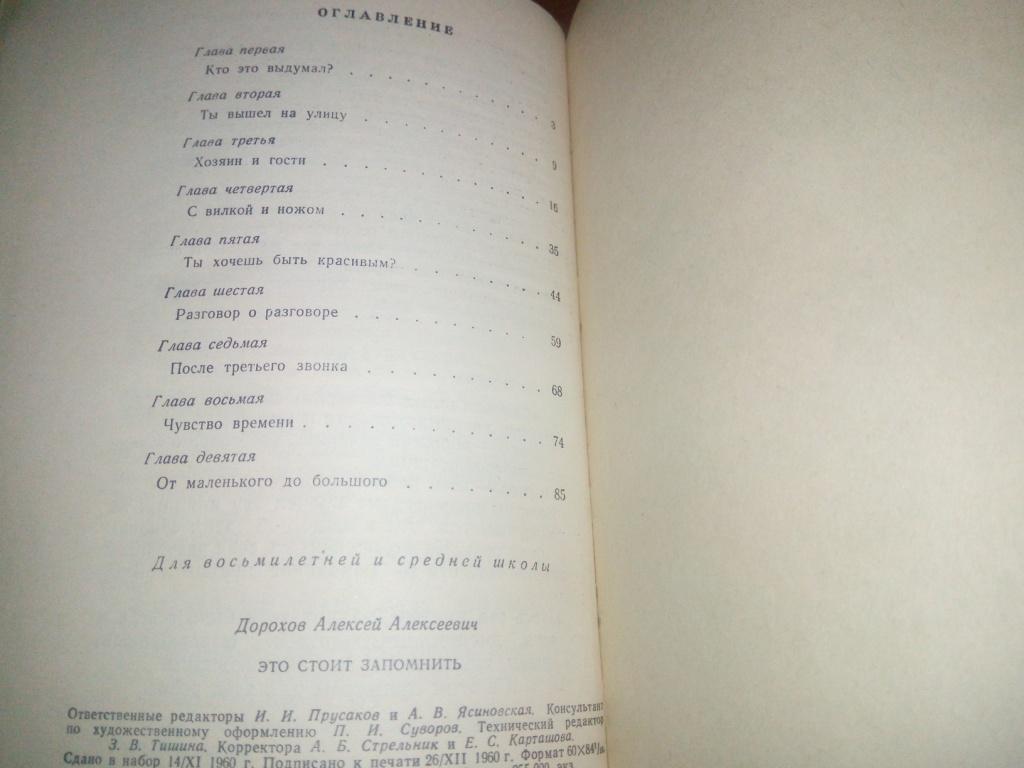 ОГЛАВЛЕНИЕ
Глава первая
Кто это выдумал? . . . . . . . . . . . 3
Глава вторая
Ты вышел на улицу . . . . . . . . . . 9
Глава третья
Хозяин и гости . . . . . . . . . . . . 16
Глава четвертая
С вилкой и ножом . . . . . . . . . . . 35
Глава пятая
Ты хочешь быть красивым? . . . . . . . . 44
Глава шестая
Разговор о разговоре . . . . . . . . . . 59
Глава седьмая
После третьего звонка . . . . . . . . . . 68
Глава восьмая
Чувство времени . . . . . . . . . . . . 74
Глава девятая
От маленького до большого . . . . . . . . 85
Для восьмилетней и средней школы
Дорохов Алексей Алексеевич
ЭТО СТОИТ ЗАПОМНИТЬ
Ответственные редакторы И. И. Прусаков и А. В. Ясиновская. Консультант
по художественному оформлению П. И. Суворов. Технический редактор
З. В. Тишина. Корректора А. Б. Стрельник и Е. С. Карташова.
Сдано в набор 14/XI 1960 г. Подписано к печати 26/XII 1960 г. Формат 60×84
экз.